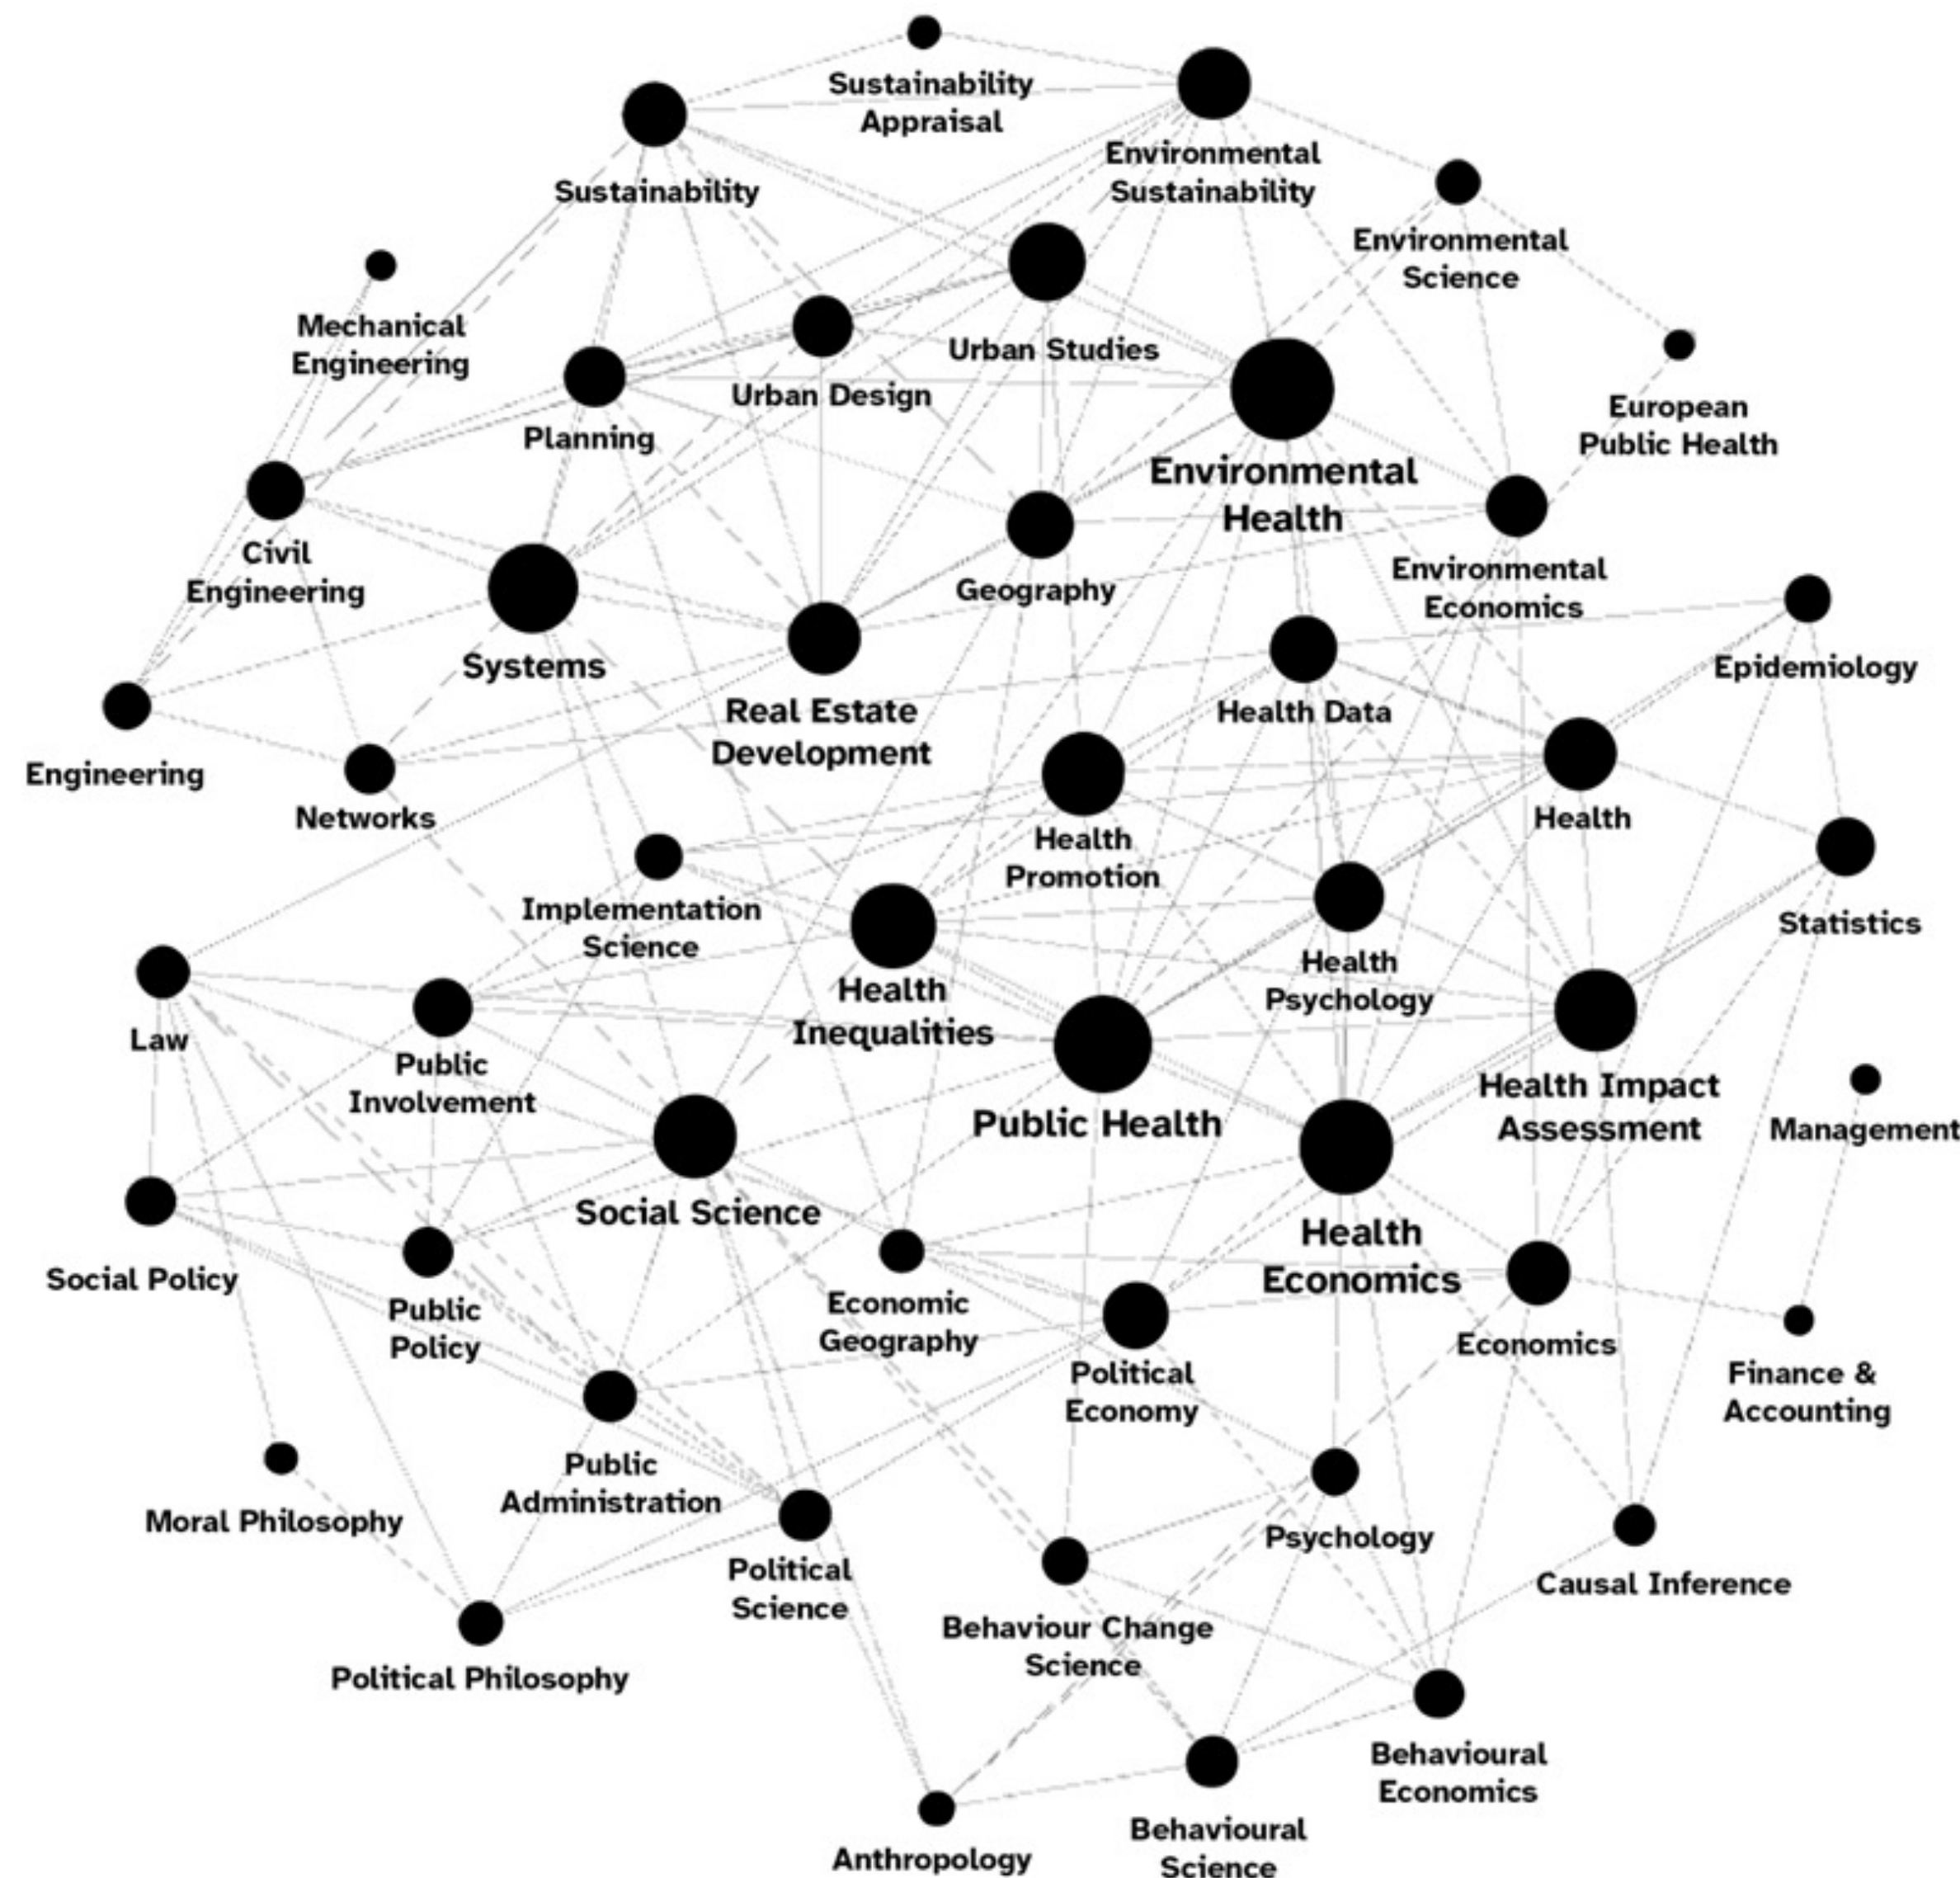 Sustainability
Appraisal
Environmental
Sustainability
Sustainability
Environmental
Science
Mechanical
Engineering
Urban Studies
Urban Design
European
Public Health
Planning
Environmental
Health
Civil
Engineering
Geography
Environmental
Economics
Systems
Epidemiology
Real Estate
Development
Health Data
Engineering
Networks
Health
Health
Promotion
Implementation
Science
Statistics
Health
Psychology
Health
Inequalities
Law
Public
Involvement
Public Health
Health Impact
Assessment
Management
Social Science
Health
Economics
Social Policy
Public
Policy
Economic
Geography
Economics
Political
Economy
Finance &
Accounting
Public
Administration
Moral Philosophy
Psychology
Political
Science
Causal Inference
Behaviour Change
Science
Political Philosophy
Behavioural
Economics
Behavioural
Science
Anthropology